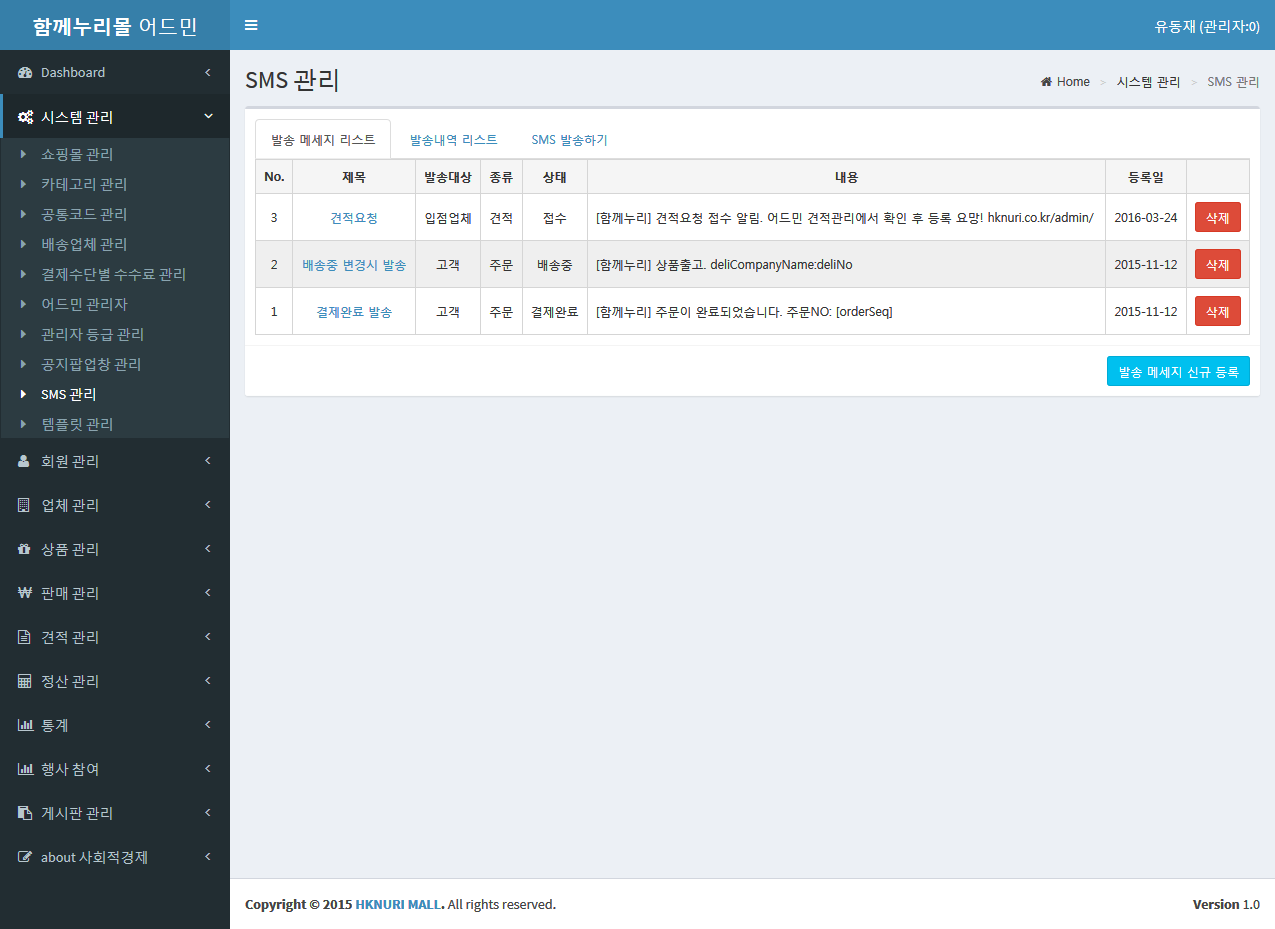 함께누리몰 어드민
유동재 (관리자:0)
Dashboard
시스템 관리
쇼핑몰 관리
카테고리 관리
공통코드 관리
배송업체 관리
결제수단별 수수료 관리
어드민 관리자
관리자 등급 관리
공지팝업창 관리
SMS 관리
템플릿 관리
회원 관리
업체 관리
상품 관리
판매 관리
견적 관리
정산 관리
통계
행사 참여
게시판 관리
about 사회적경제
SMS 관리
Home > 시스템 관리 > SMS 관리
발송 메세지 리스트 발송내역 리스트 SMS 발송하기
No. 제목 발송대상 종류 상태 내용 등록일
3 견적요청 입점업체 견적 접수 [함께누리] 견적요청 접수 알림. 어드민 견적관리에서 확인 후 등록 요망! hknuri.co.kr/admin/ 2016-03-24 삭제
2 배송중 변경시 발송 고객 주문 배송중 [함께누리] 상품출고. deliCompanyName:deliNo 2015-11-12 삭제
1 결제완료 발송 고객 주문 결제완료 [함께누리] 주문이 완료되었습니다. 주문NO: [orderSeq] 2015-11-12 삭제
발송 메세지 신규 등록
Copyright © 2015 HKNURI MALL. All rights reserved.
Version 1.0